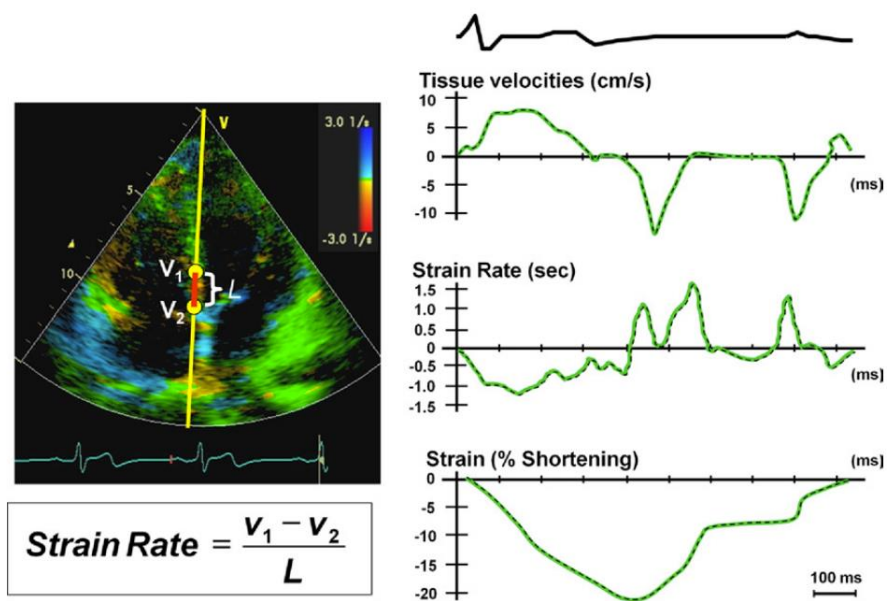 V
3.0 1/s
-3.0 1/s
5
10
V1
V2
L
Strain Rate = v1 – v2
L
Tissue velocities (cm/s)
10
5
0
-5
-10
(ms)
Strain Rate (sec)
1.5
1.0
0.5
0
-0.5
-1.0
-1.5
(ms)
Strain (% Shortening)
(ms)
0
-5
-10
-15
-20
100 ms